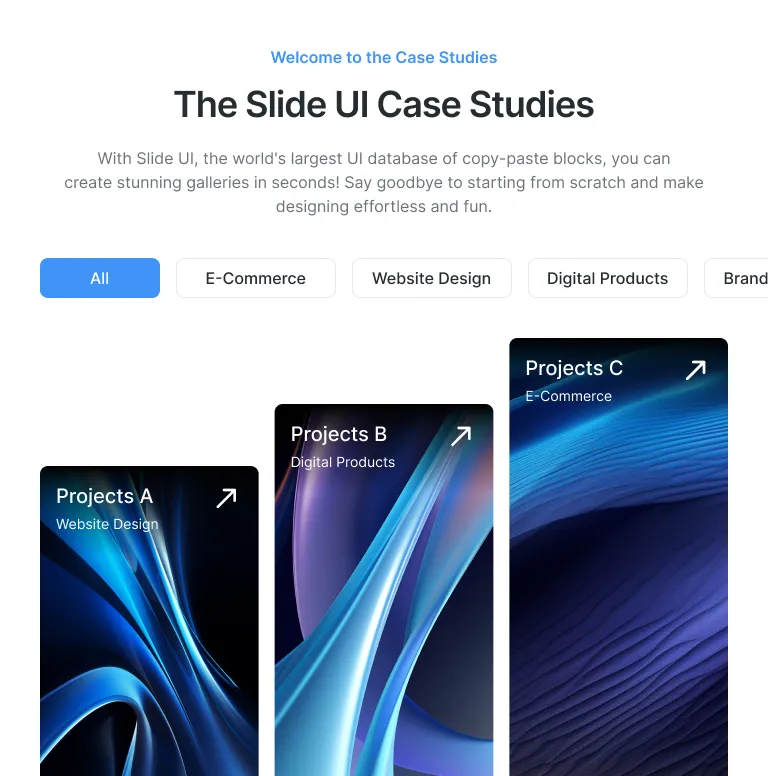 Welcome to the Case Studies
The Slide UI Case Studies
With Slide UI, the world's largest UI database of copy-paste blocks, you can
create stunning galleries in seconds! Say goodbye to starting from scratch and make
designing effortless and fun.
All
E-Commerce
Website Design
Digital Products
Brand
Projects C
E-Commerce
Projects B
Digital Products
Projects A
Website Design